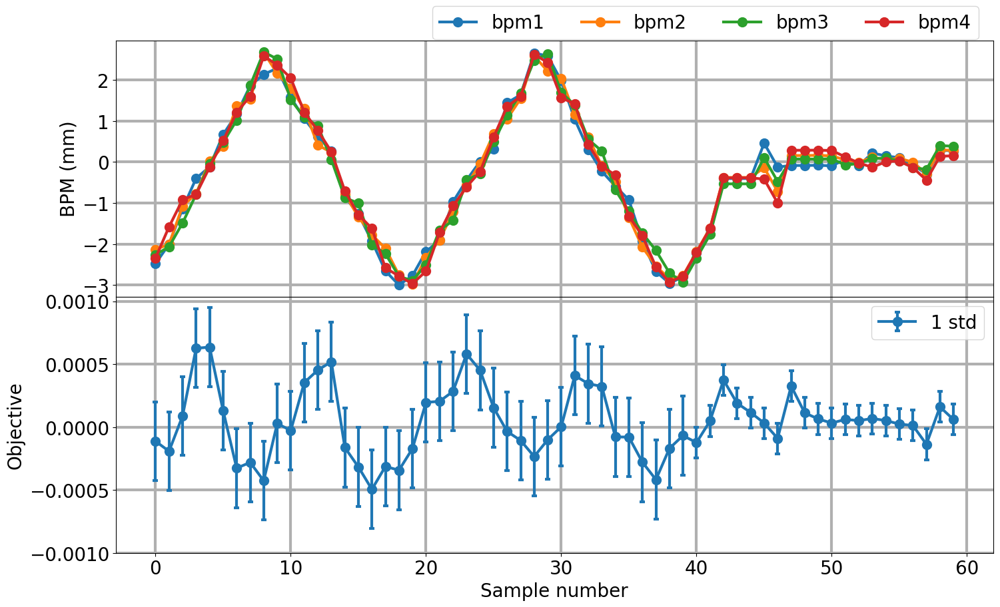 bpm1 bpm2 bpm3 bpm4
BPM (mm)
2
1
0
−1
−2
−3
Objective
0.0010
0.0005
0.0000
−0.0005
−0.0010
1 std
0 10 20 30 40 50 60
Sample number